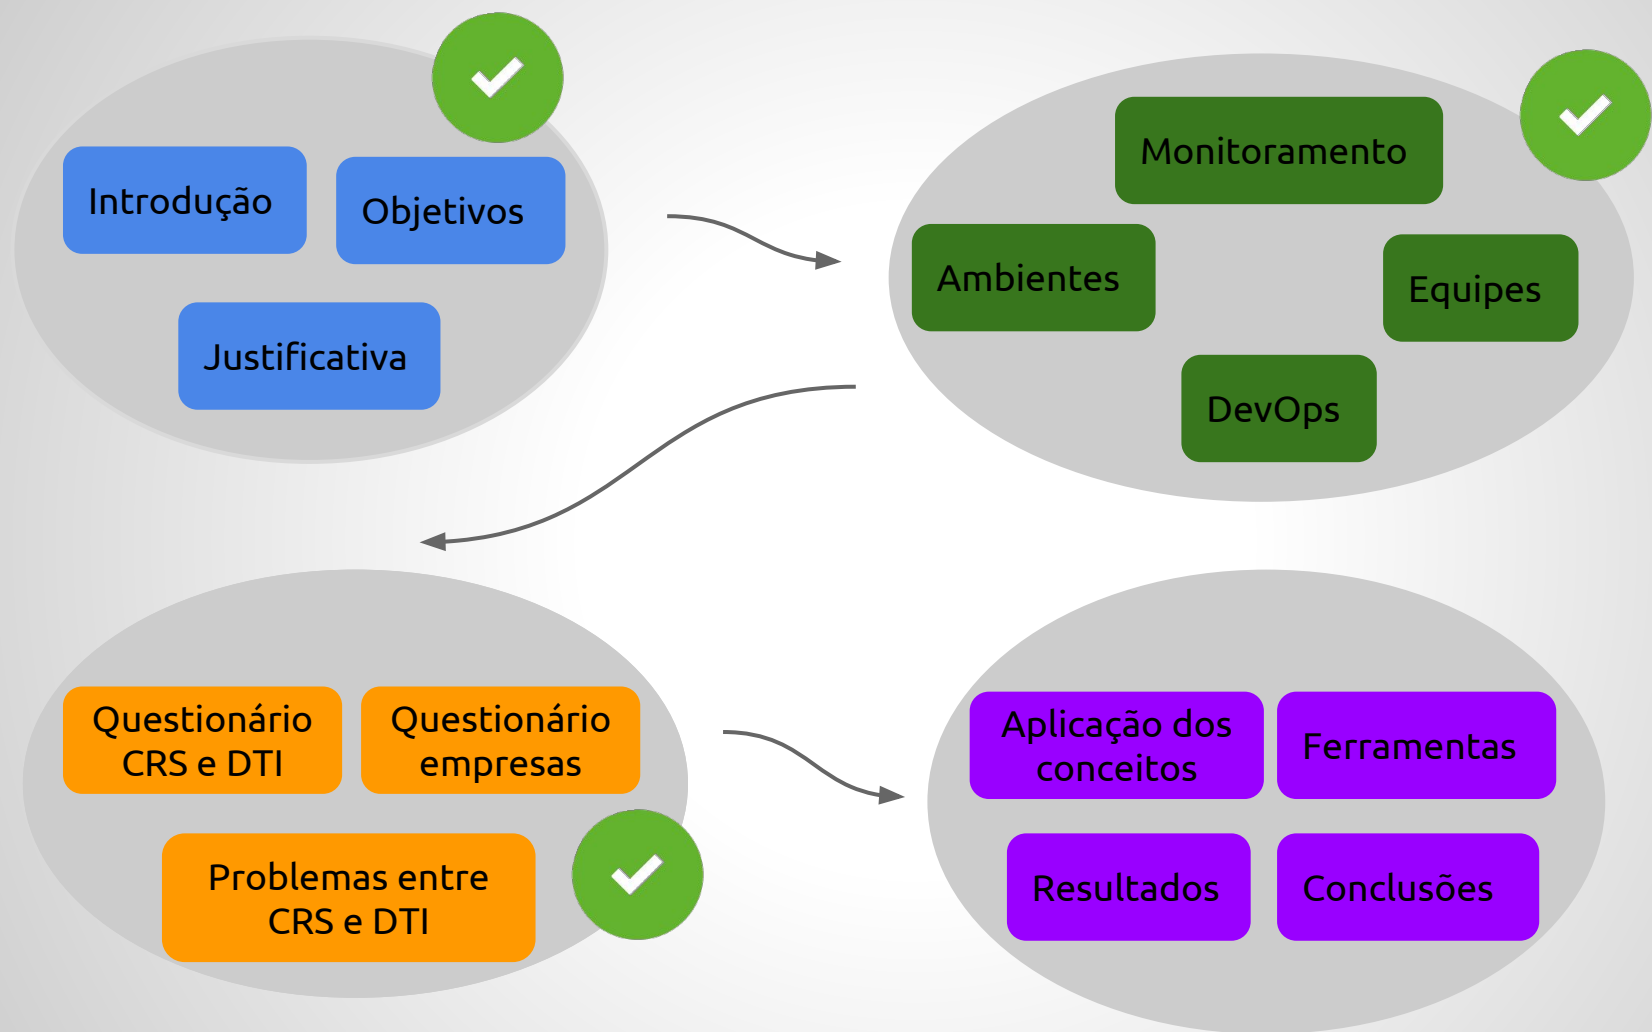 Introdução
Objetivos
Justificativa
Monitoramento
Ambientes
Equipes
DevOps
Questionário
CRS e DTI
Questionário
empresas
Problemas entre
CRS e DTI
Aplicação dos
conceitos
Ferramentas
Resultados
Conclusões